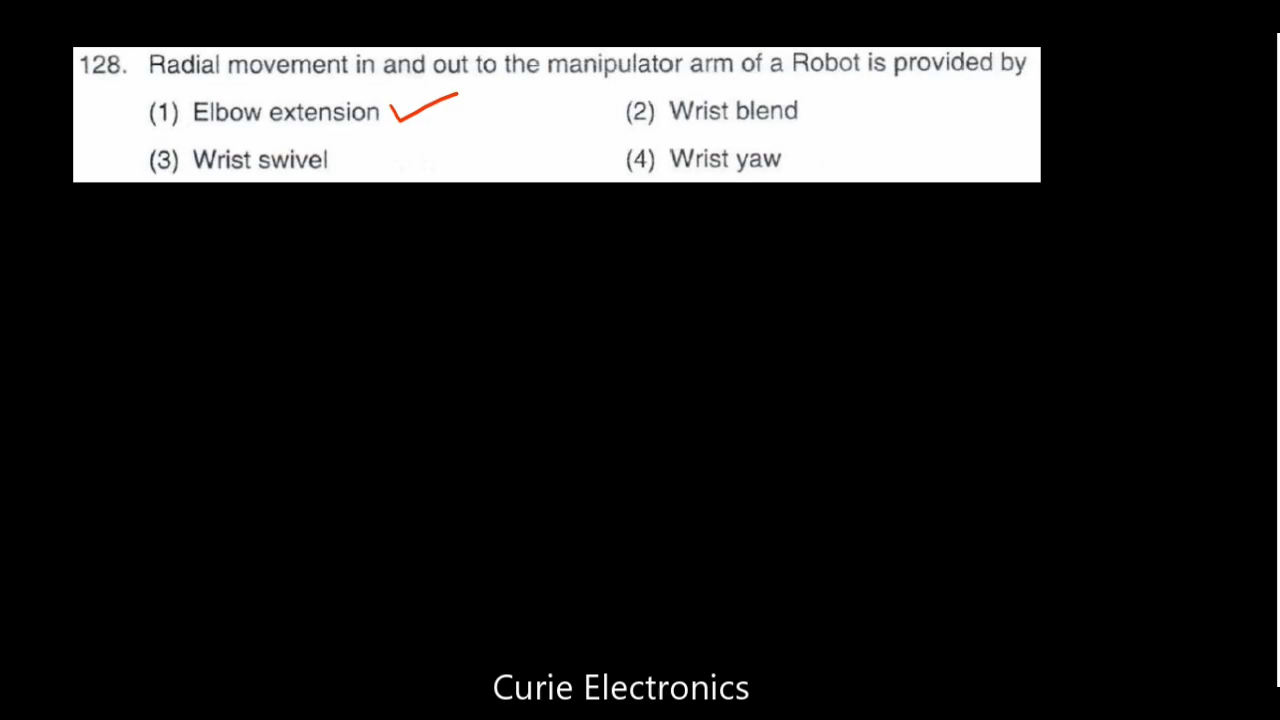 128. Radial movement in and out to the manipulator arm of a Robot is provided by
(1) Elbow extension (2) Wrist blend
(3) Wrist swivel (4) Wrist yaw
Curie Electronics